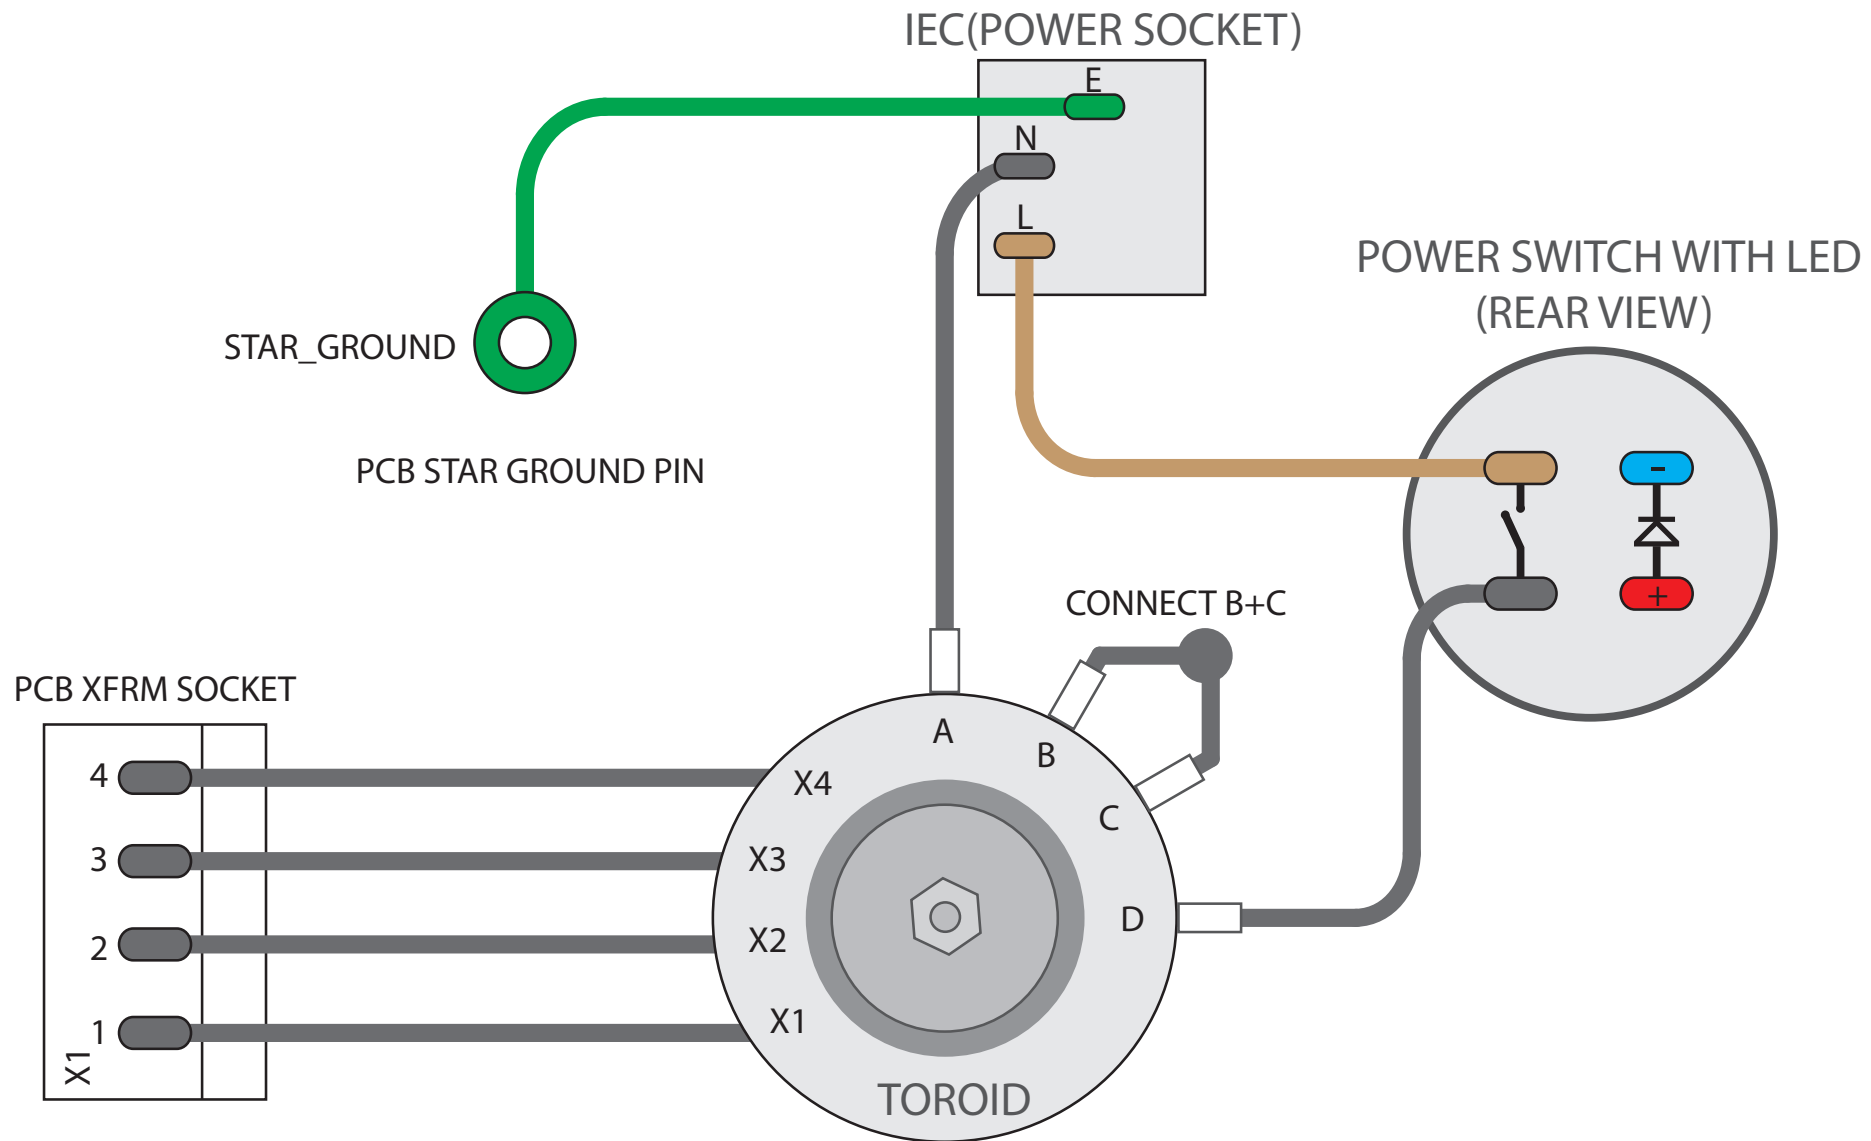 IEC(POWER SOCKET)
E
N
L
POWER SWITCH WITH LED
(REAR VIEW)
-
+
STAR_GROUND
PCB STAR GROUND PIN
CONNECT B+C
PCB XFRM SOCKET
4
3
2
1
X1
A
B
C
D
X4
X3
X2
X1
TOROID